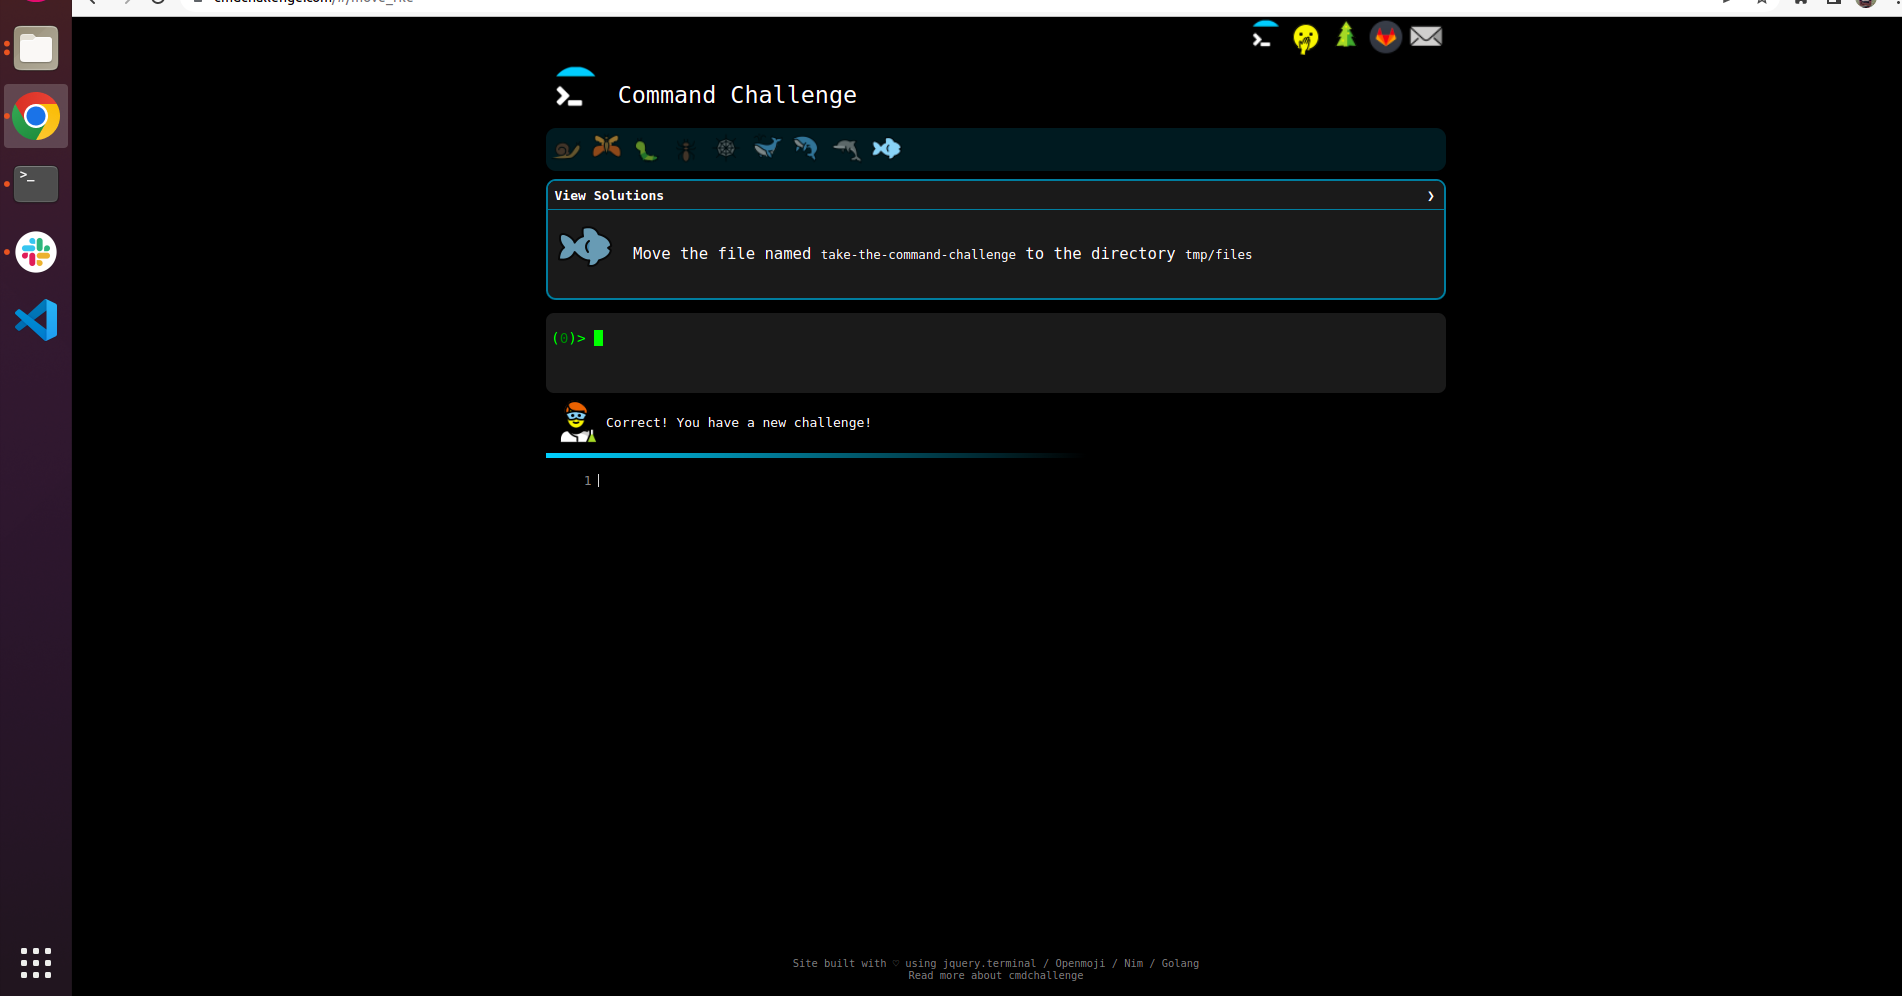 Command Challenge
View Solutions
Move the file named take-the-command-challenge to the directory tmp/files
(0)>
Correct! You have a new challenge!
1
Site built with ♡ using jquery.terminal / Openmoji / Nim / Golang
Read more about cmdchallenge